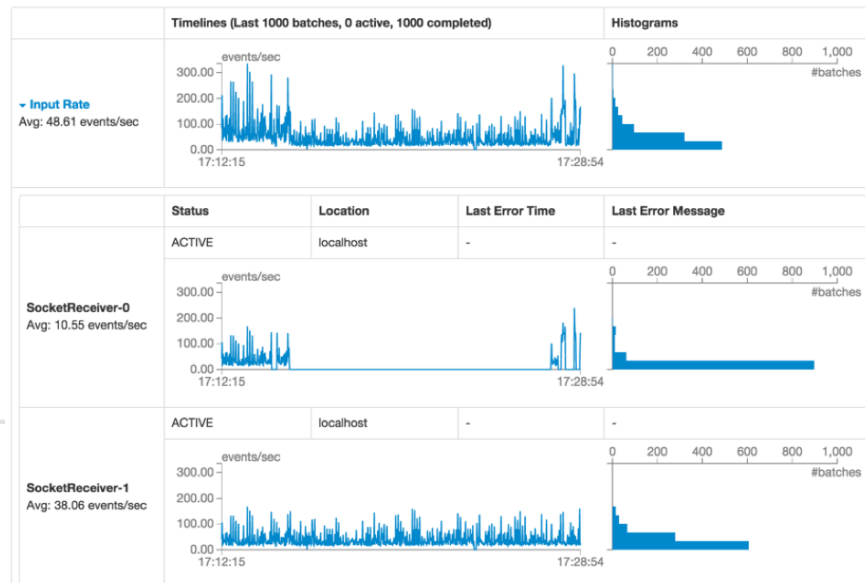 Timelines (Last 1000 batches, 0 active, 1000 completed) Histograms
events/sec 0 200 400 600 800 1,000
#batches
300.00
Input Rate
200.00
Avg: 48.61 events/sec
100.00
0.00
17:12:15 17:28:54
Status Location Last Error Time Last Error Message
ACTIVE localhost - -
events/sec 0 200 400 600 800 1,000
#batches
300.00
SocketReceiver-0
200.00
Avg: 10.55 events/sec
100.00
0.00
17:12:15 17:28:54
ACTIVE localhost - -
events/sec 0 200 400 600 800 1,000
#batches
300.00
SocketReceiver-1
200.00
Avg: 38.06 events/sec
100.00
0.00
17:12:15 17:28:54